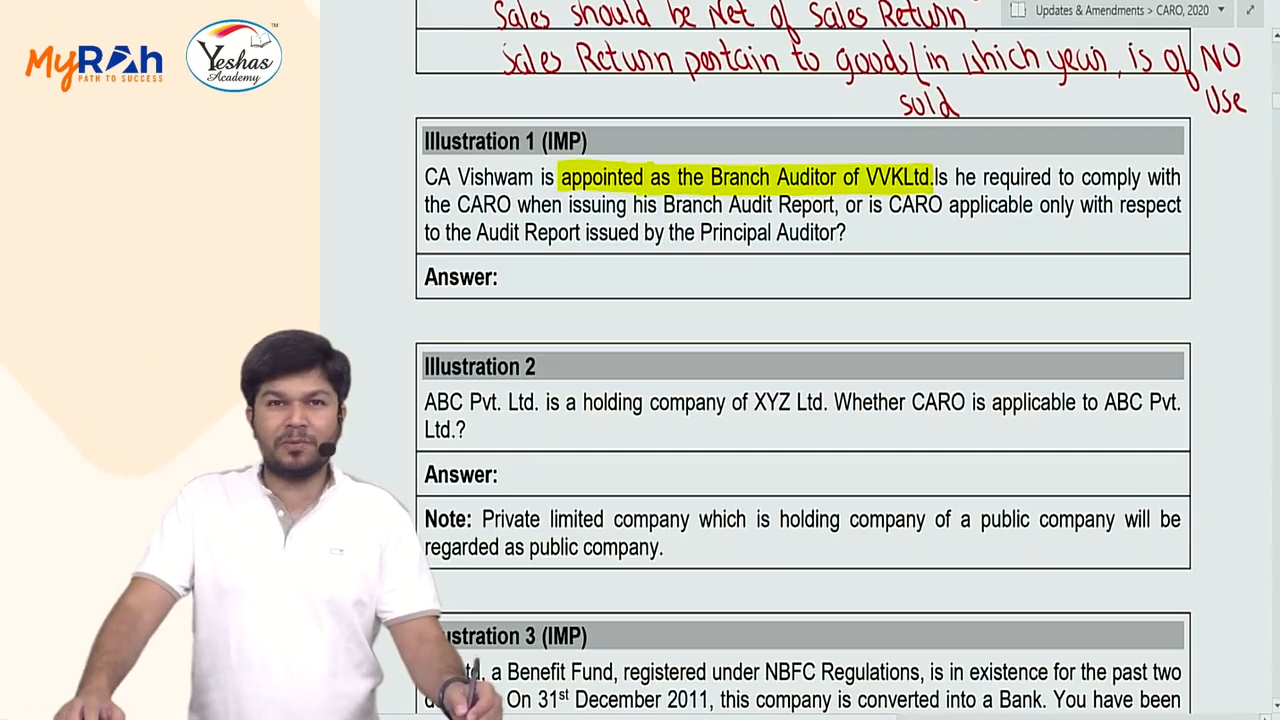 MyRAh
PATH TO SUCCESS
Yeshas
Academy
TM
Updates & Amendments > CARO, 2020
Sales should be Net of Sales Return
Sales Return pertain to goods/in which year, is of NO
sold
Use
Illustration 1 (IMP)
CA Vishwam is appointed as the Branch Auditor of VVKLtd.Is he required to comply with
the CARO when issuing his Branch Audit Report, or is CARO applicable only with respect
to the Audit Report issued by the Principal Auditor?
Answer:
Illustration 2
ABC Pvt. Ltd. is a holding company of XYZ Ltd. Whether CARO is applicable to ABC Pvt.
Ltd.?
Answer:
Note: Private limited company which is holding company of a public company will be
regarded as public company.
ustration 3 (IMP)
td, a Benefit Fund, registered under NBFC Regulations, is in existence for the past two
On 31st December 2011, this company is converted into a Bank. You have been